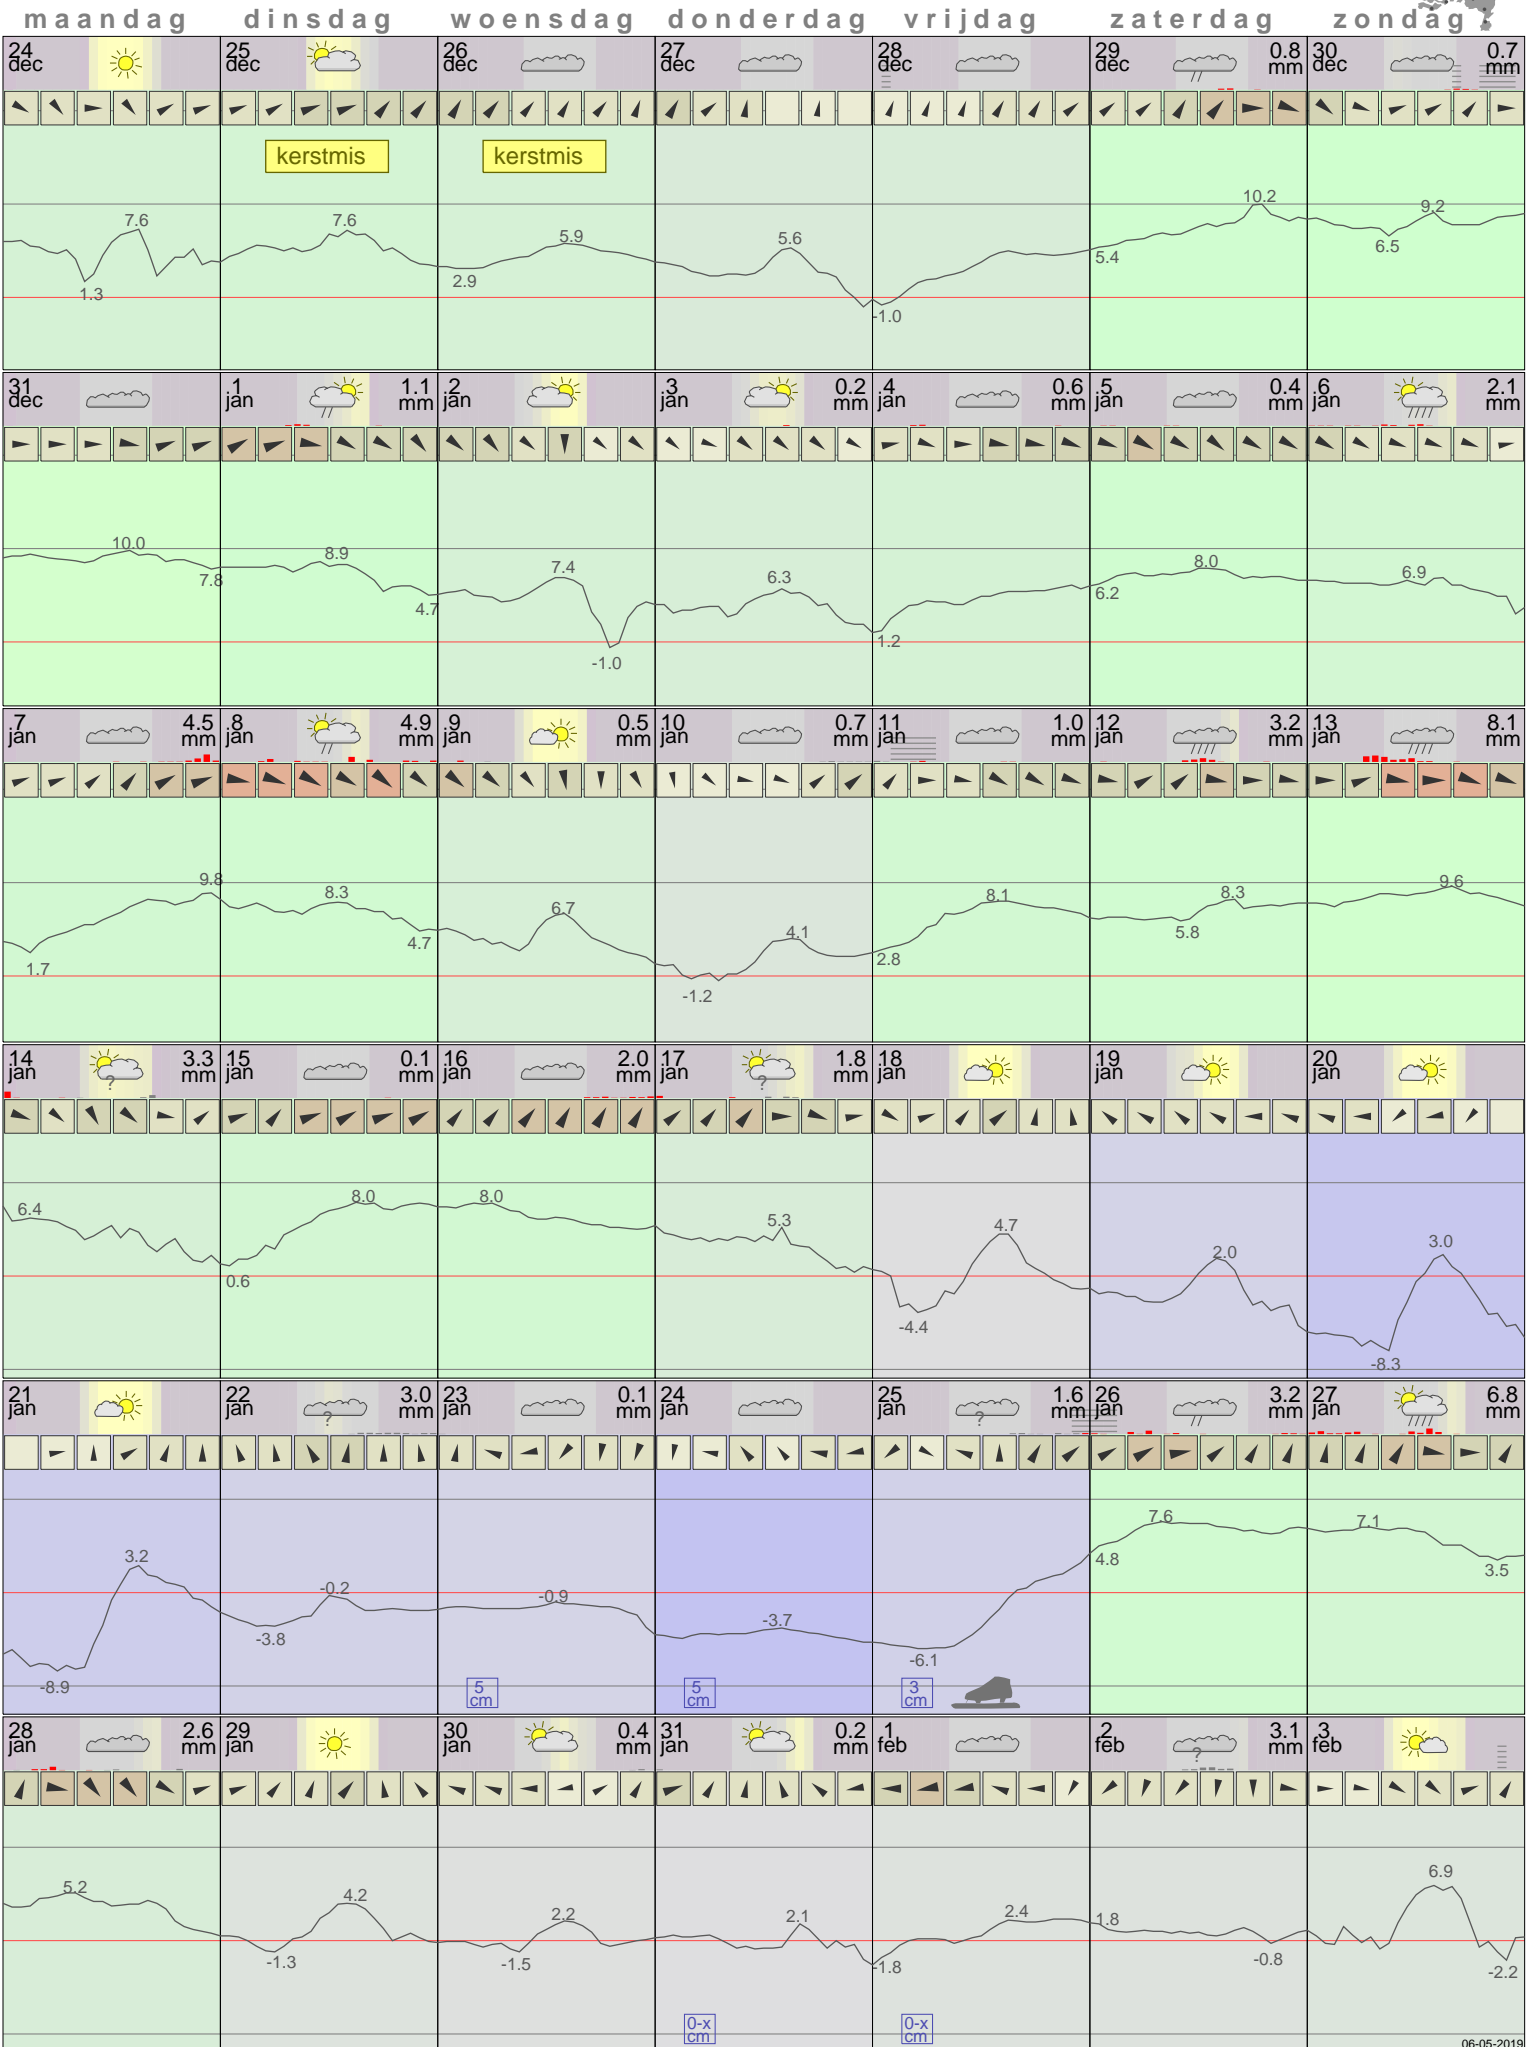 maandag dinsdag woensdag donderdag vrijdag zaterdag zondag
24 dec 25 dec 26 dec 27 dec 28 dec 29 dec 0.8 mm 30 dec 0.7 mm
kerstmis kerstmis
7.6 7.6 5.9 5.6 10.2 9.2
1.3 2.9 -1.0 5.4 6.5
31 dec 1 jan 1.1 mm 2 jan 3 jan 0.2 mm 4 jan 0.6 mm 5 jan 0.4 mm 6 jan 2.1 mm
10.0 8.9 7.4 6.3 8.0 6.9
7.8 4.7 -1.0 1.2 6.2
7 jan 4.5 mm 8 jan 4.9 mm 9 jan 0.5 mm 10 jan 0.7 mm 11 jan 1.0 mm 12 jan 3.2 mm 13 jan 8.1 mm
9.8 8.3 6.7 4.1 8.1 8.3 9.6
1.7 4.7 -1.2 2.8 5.8
14 jan ? 3.3 mm 15 jan 0.1 mm 16 jan 2.0 mm 17 jan ? 1.8 mm 18 jan 19 jan 20 jan
6.4 8.0 8.0 5.3 4.7 2.0 3.0
0.6 -4.4 -8.3
21 jan 22 jan ? 3.0 mm 23 jan 0.1 mm 24 jan 25 jan ? 1.6 mm 26 jan 3.2 mm 27 jan 6.8 mm
3.2 -0.2 -0.9 -3.7 7.6 7.1
-8.9 -3.8 -6.1 4.8 3.5
5 cm 5 cm 3 cm
28 jan 2.6 mm 29 jan 30 jan 0.4 mm 31 jan 0.2 mm 1 feb 2 feb ? 3.1 mm 3 feb
5.2 4.2 2.2 2.1 2.4 1.8 6.9
-1.3 -1.5 -1.8 -0.8 -2.2
0-x cm 0-x cm
06-05-2019